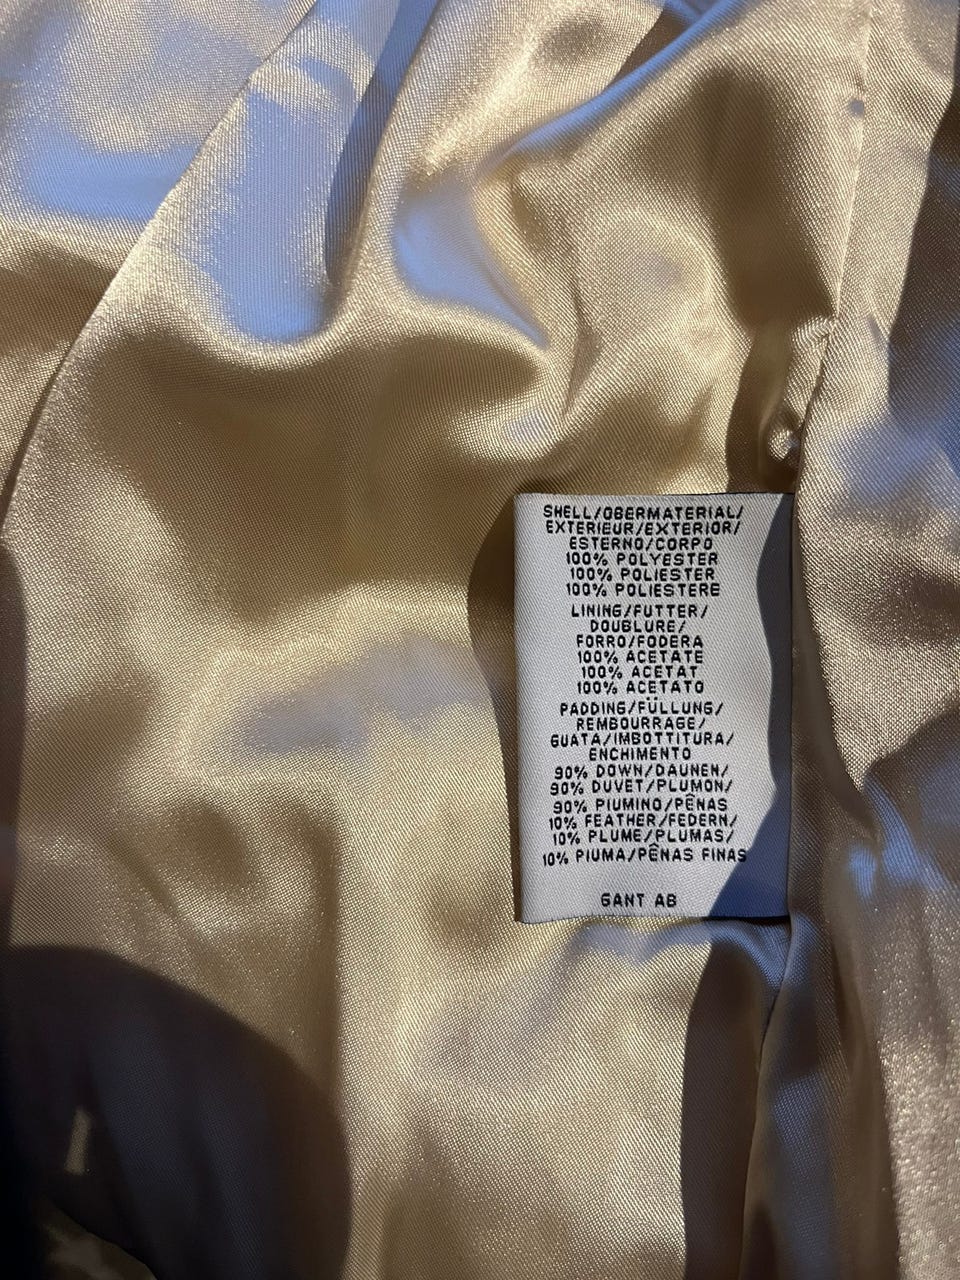 SHELL/OBERMATERIAL/
EXTERIEUR/EXTERIOR/
ESTERNO/CORPO
100% POLYESTER
100% POLIESTER
100% POLIESTERE
LINING/FUTTER/
DOUBLURE/
FORRO/FODERA
100% ACETATE
100% ACETAT
100% ACETATO
PADDING/FÜLLUNG/
REMBOURRAGE/
GUATA/IMBOTTITURA/
ENCHIMENTO
90% DOWN/DAUNEN/
90% DUVET/PLUMON/
90% PIUMINO/PÊNAS
10% FEATHER/FEDERN/
10% PLUME/PLUMAS/
10% PIUMA/PÊNAS FINAS
GANT AB